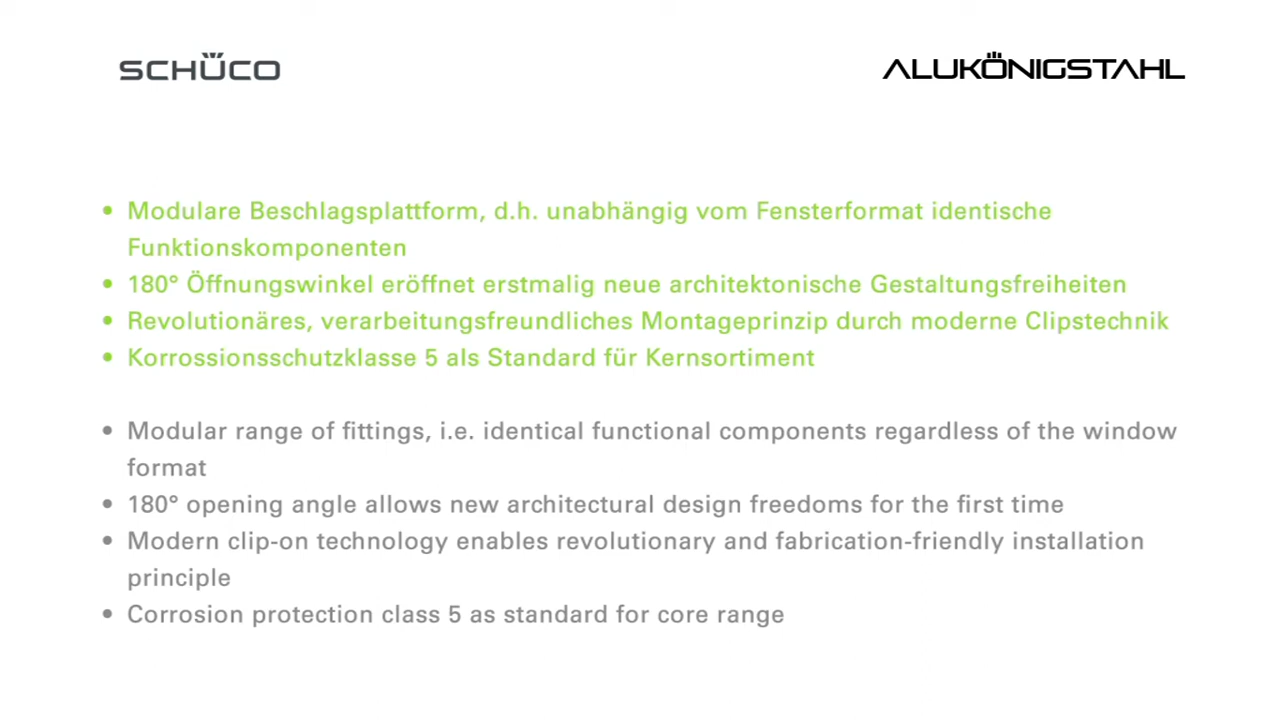 SCHÜCO
ALUKÖNIGSTAHL
• Modulare Beschlagsplattform, d.h. unabhängig vom Fensterformat identische
Funktionskomponenten
• 180° Öffnungswinkel eröffnet erstmalig neue architektonische Gestaltungsfreiheiten
• Revolutionäres, verarbeitungsfreundliches Montageprinzip durch moderne Clipstechnik
• Korrossionsschutzklasse 5 als Standard für Kernsortiment
• Modular range of fittings, i.e. identical functional components regardless of the window
format
• 180° opening angle allows new architectural design freedoms for the first time
• Modern clip-on technology enables revolutionary and fabrication-friendly installation
principle
• Corrosion protection class 5 as standard for core range